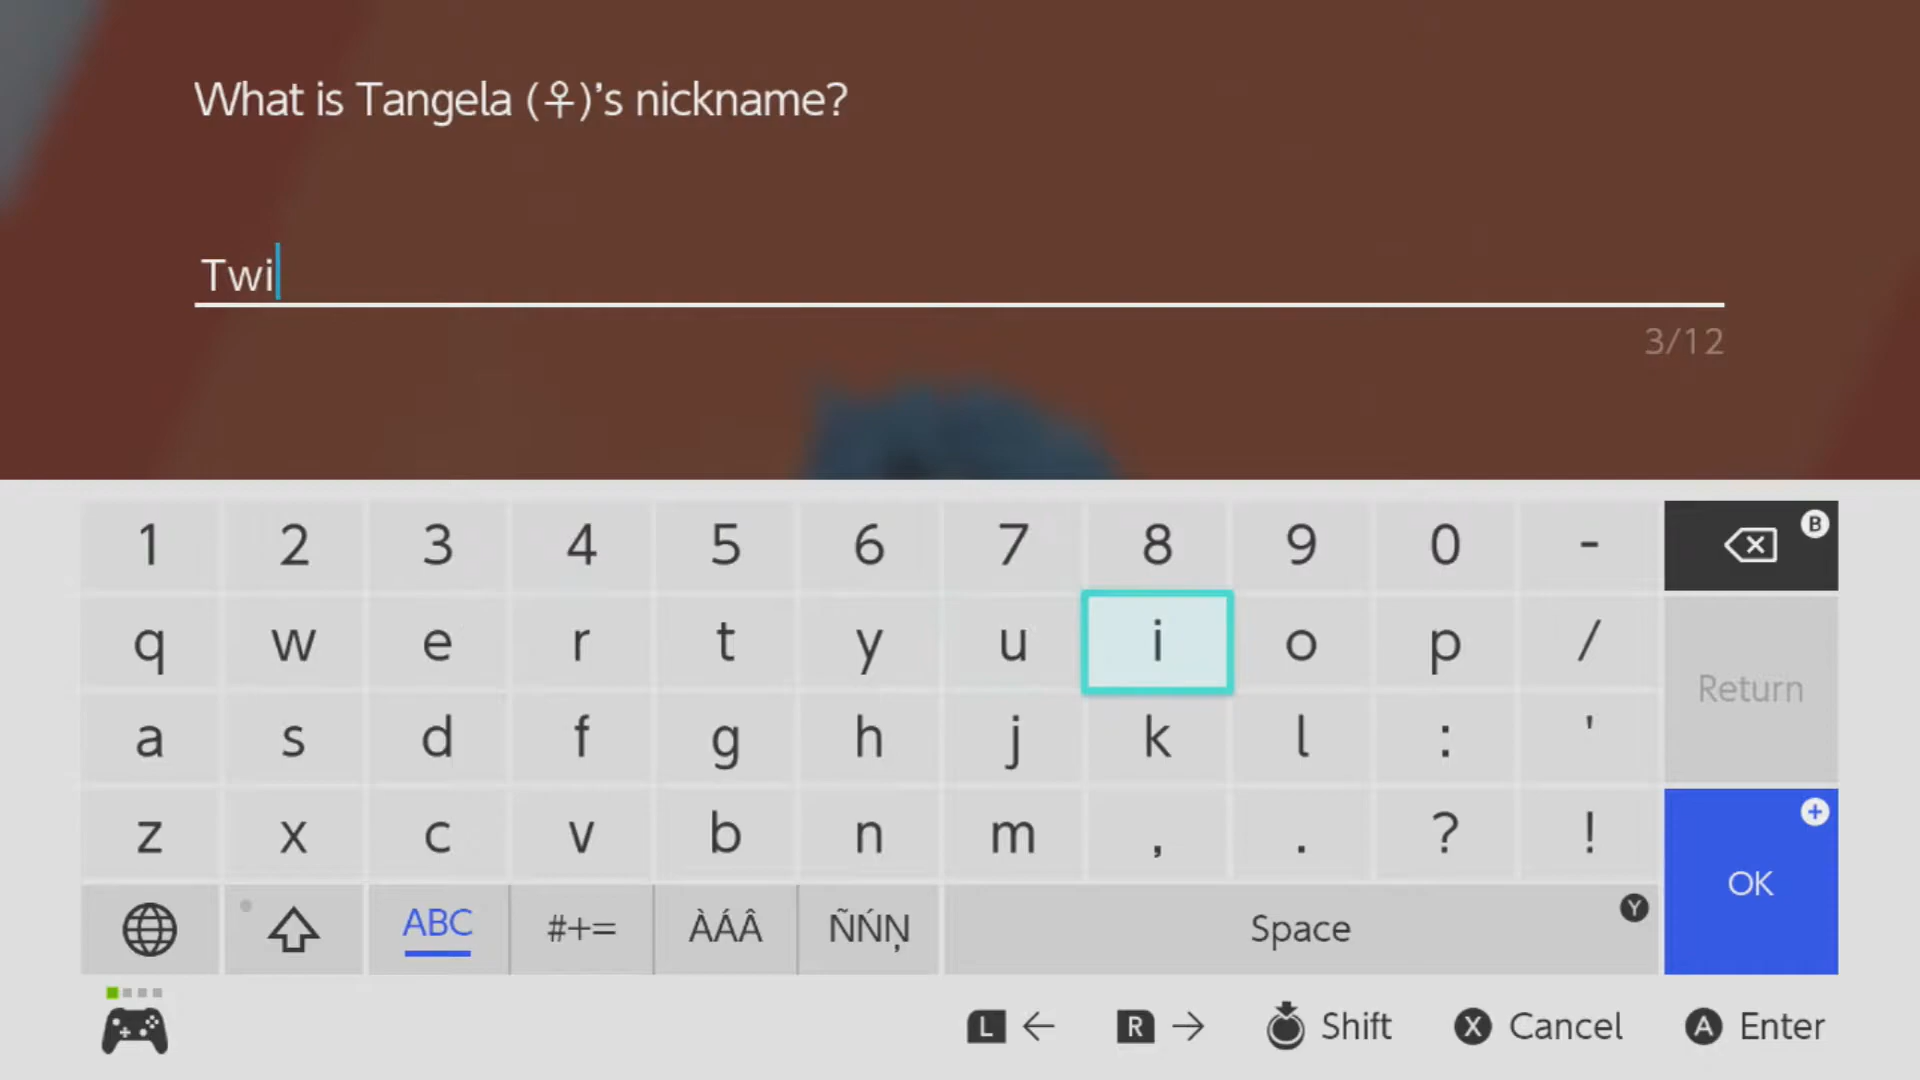 What is Tangela (♀)'s nickname?
Twi
3/12
1 2 3 4 5 6 7 8 9 0 -
B
q w e r t y u i o p /
Return
a s d f g h j k l : '
z x c v b n m , . ? !
+
OK
ABC #+= ÀÁÂ ÑŃŅ Space Y
L ← R → Shift X Cancel A Enter